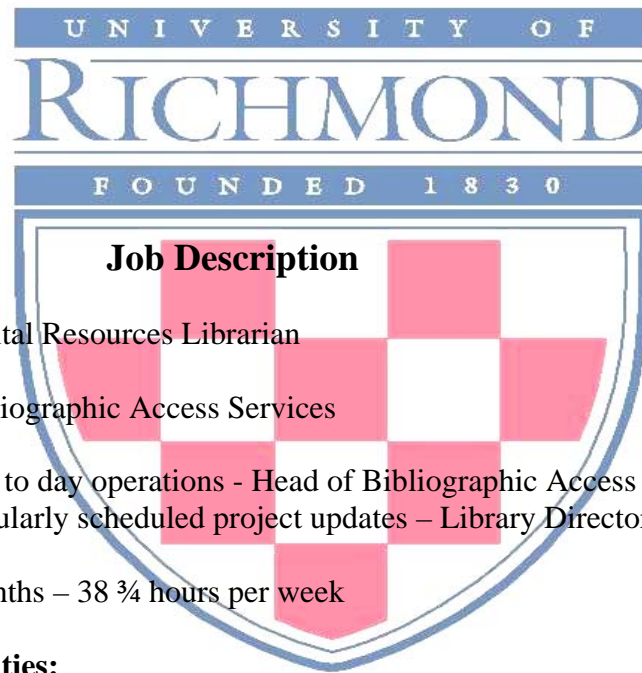 UNIVERSITY OF
RICHMOND
FOUNDED 1830
Job Description
tal Resources Librarian
liographic Access Services
to day operations - Head of Bibliographic Access
ularly scheduled project updates – Library Director
nths – 38 ¾ hours per week
ties: